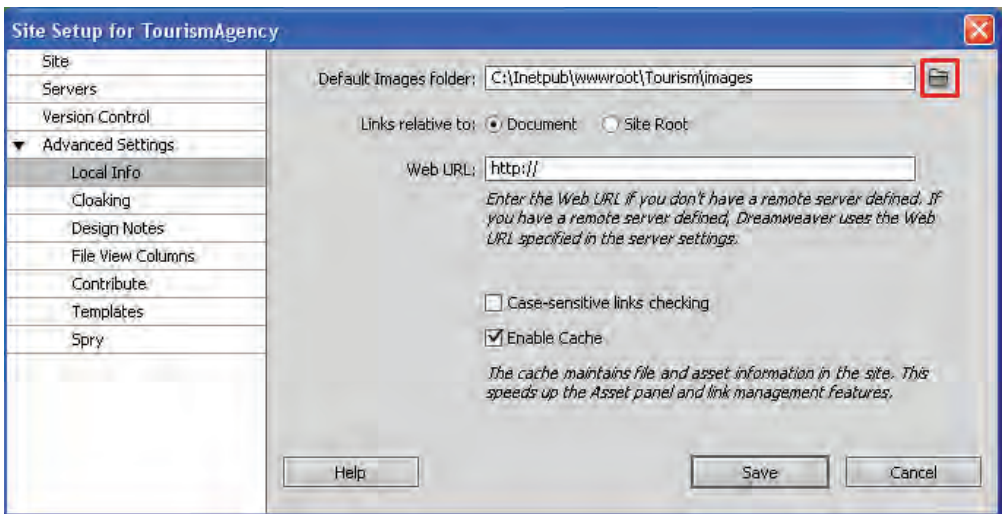 Site Setup for TourismAgency
Site
Servers
Version Control
Advanced Settings
Local Info
Cloaking
Design Notes
File View Columns
Contribute
Templates
Spry
Default Images folder: C:\Inetpub\wwwroot\Tourism\images
Links relative to: Document Site Root
Web URL: http://
Enter the Web URL if you don't have a remote server defined. If
you have a remote server defined, Dreamweaver uses the Web
URL specified in the server settings.
Case-sensitive links checking
Enable Cache
The cache maintains file and asset information in the site. This
speeds up the Asset panel and link management features.
Help Save Cancel